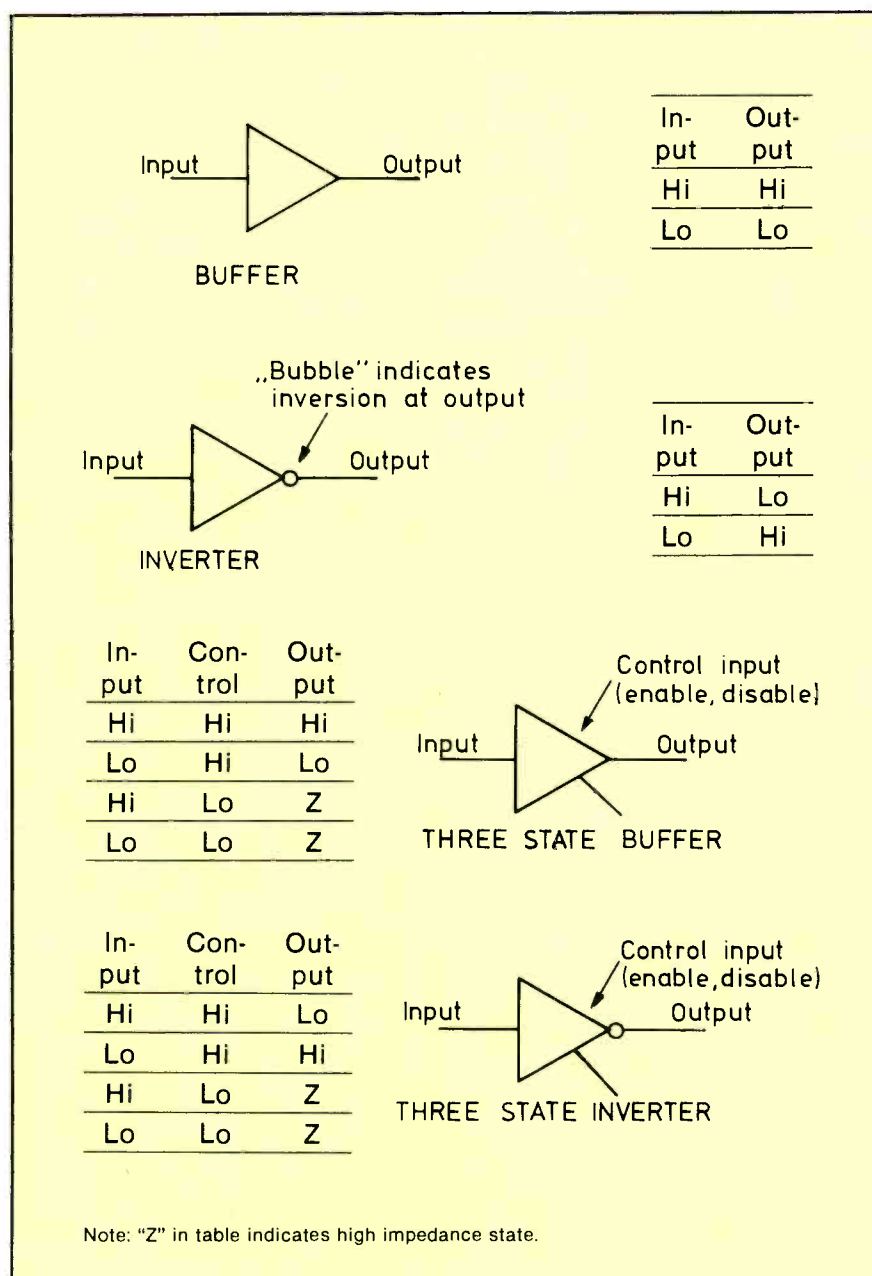 Input
Output
BUFFER
In- Out-
put put
Hi Hi
Lo Lo
„Bubble" indicates
inversion at output
Input
Output
INVERTER
In- Out-
put put
Hi Lo
Lo Hi
In- Con- Out-
put trol put
Hi Hi Hi
Lo Hi Lo
Hi Lo Z
Lo Lo Z
Control input
(enable, disable)
Input
Output
THREE STATE BUFFER
In- Con- Out-
put trol put
Hi Hi Lo
Lo Hi Hi
Hi Lo Z
Lo Lo Z
Control input
(enable, disable)
Input
Output
THREE STATE INVERTER
Note: "Z" in table indicates high impedance state.